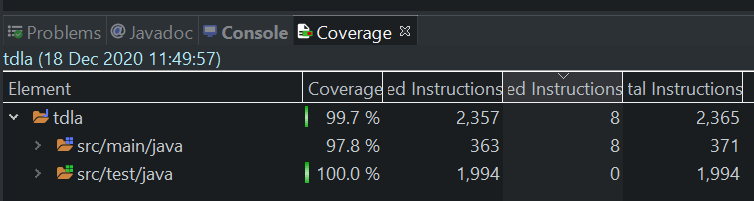 Problems @ Javadoc Console Coverage
tdla (18 Dec 2020 11:49:57)
Element Coverage ed Instructions ed Instructions tal Instructions
tdla 99.7 % 2,357 8 2,365
src/main/java 97.8 % 363 8 371
src/test/java 100.0 % 1,994 0 1,994